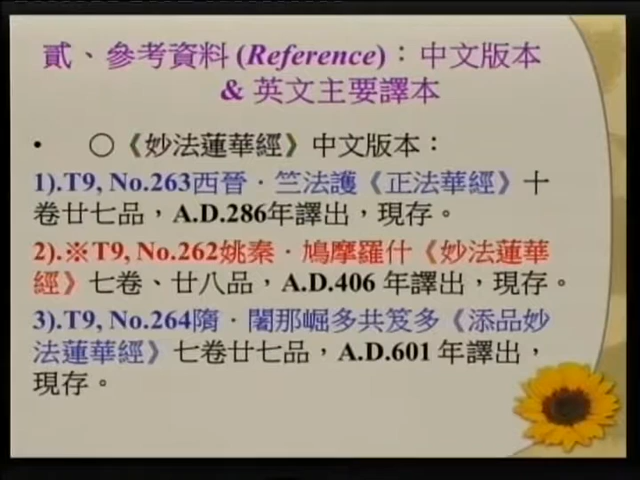 貳、參考資料 (Reference)：中文版本
& 英文主要譯本
• ○《妙法蓮華經》中文版本：
1).T9, No.263西晉．竺法護《正法華經》十
卷廿七品，A.D.286年譯出，現存。
2).※T9, No.262姚秦．鳩摩羅什《妙法蓮華
經》七卷、廿八品，A.D.406 年譯出，現存。
3).T9, No.264隋．闍那崛多共笈多《添品妙
法蓮華經》七卷廿七品，A.D.601 年譯出，
現存。